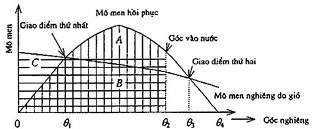 Mô men
Mô men hồi phục
Giao điểm thứ nhất
Góc vào nước
Giao điểm thứ hai
A
C
B
Mô men nghiêng do gió
0
θ1
θ2
θ3
θ4
Góc nghiêng